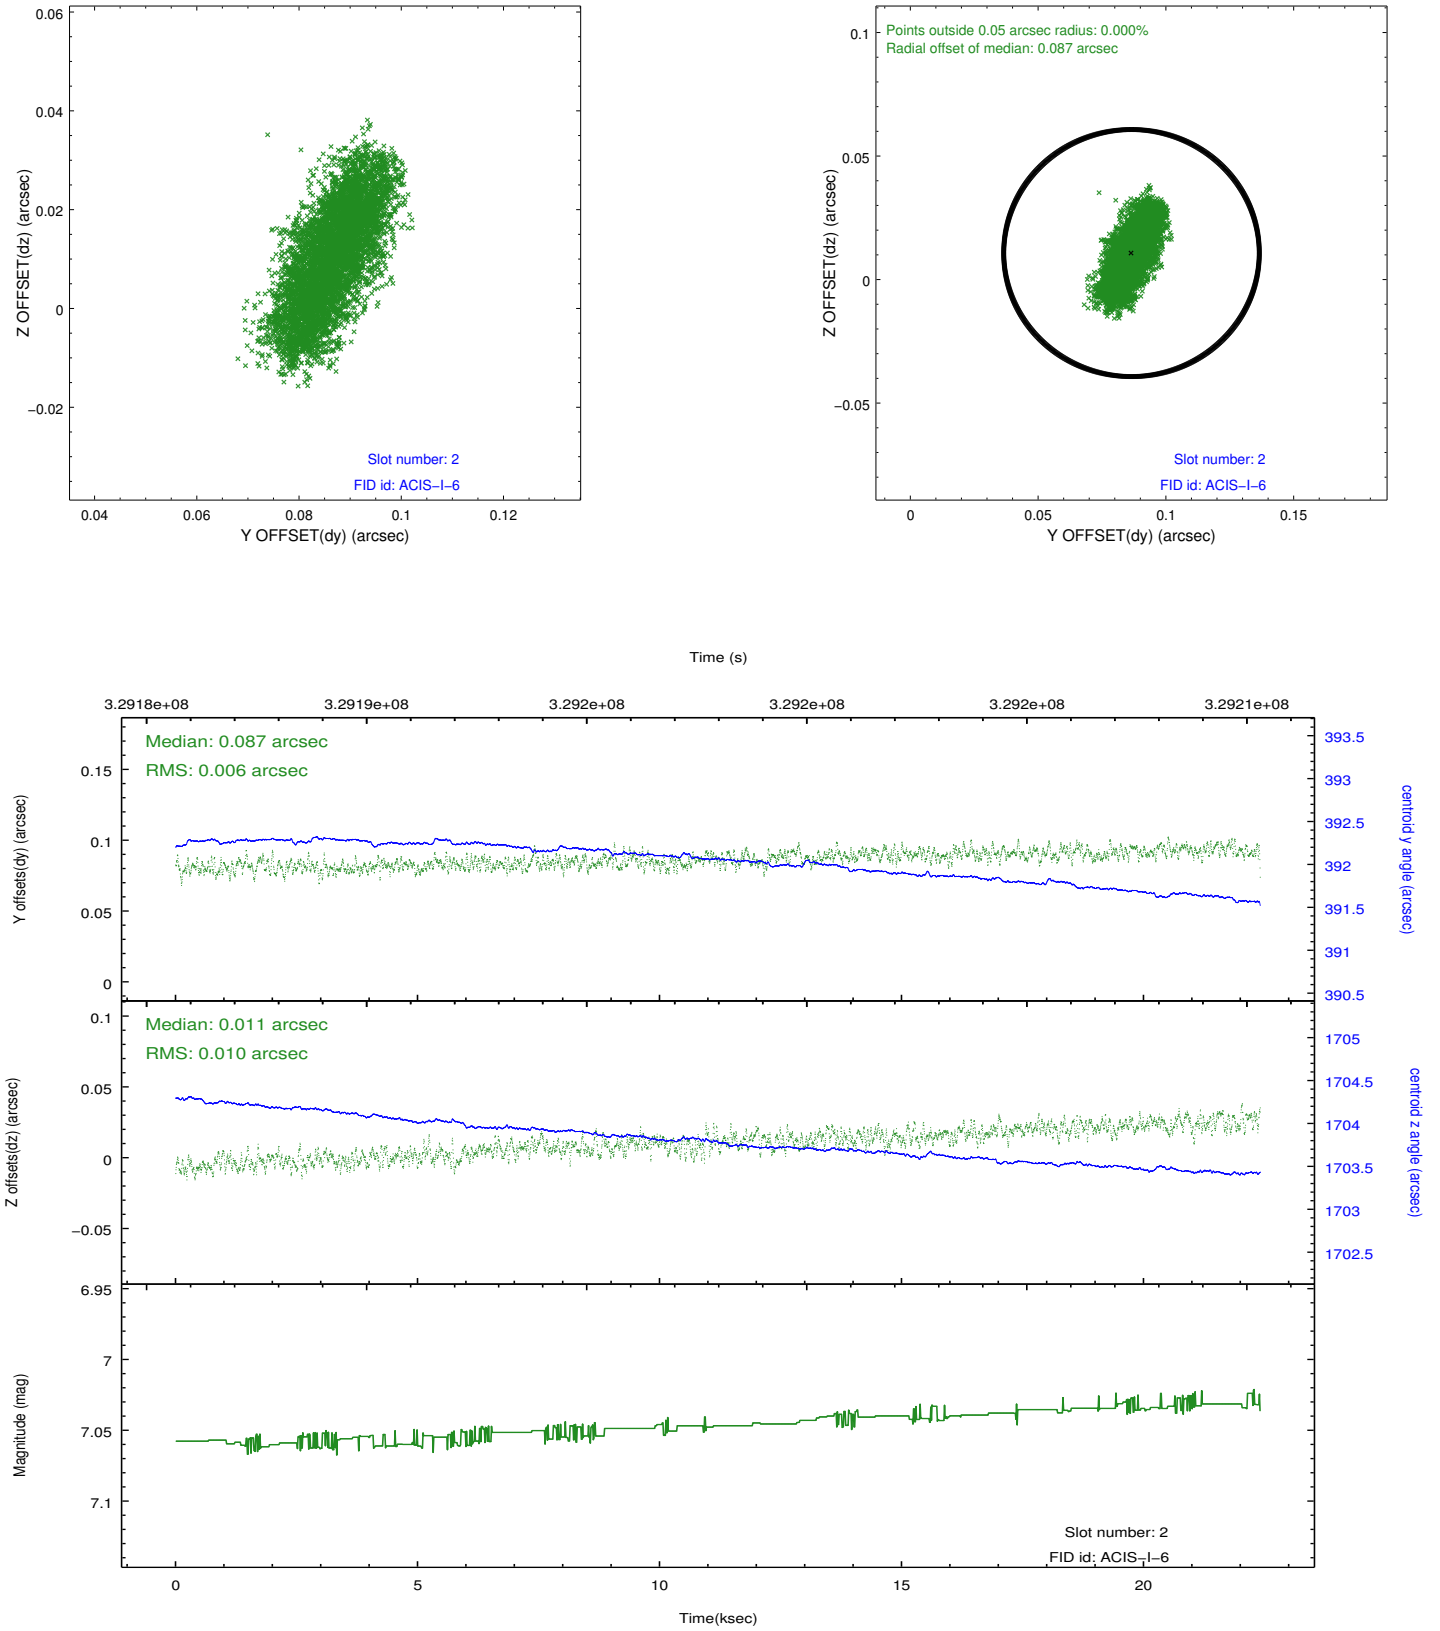 0.06
0.04
0.02
0
−0.02
Z OFFSET(dz) (arcsec)
Slot number: 2
FID id: ACIS−I−6
0.04
0.06
0.08
0.1
0.12
Y OFFSET(dy) (arcsec)
Points outside 0.05 arcsec radius: 0.000%
Radial offset of median: 0.087 arcsec
0.1
0.05
0
−0.05
Z OFFSET(dz) (arcsec)
Slot number: 2
FID id: ACIS−I−6
0
0.05
0.1
0.15
Y OFFSET(dy) (arcsec)
Time (s)
3.2918e+08
3.2919e+08
3.292e+08
3.292e+08
3.292e+08
3.2921e+08
Median: 0.087 arcsec
RMS: 0.006 arcsec
0.15
0.1
0.05
0
Y offsets(dy) (arcsec)
393.5
393
392.5
392
391.5
391
390.5
centroid y angle (arcsec)
Median: 0.011 arcsec
RMS: 0.010 arcsec
0.1
0.05
0
−0.05
Z offsets(dz) (arcsec)
1705
1704.5
1704
1703.5
1703
1702.5
centroid z angle (arcsec)
6.95
7
7.05
7.1
Magnitude (mag)
Slot number: 2
FID id: ACIS−I−6
0
5
10
15
20
Time(ksec)